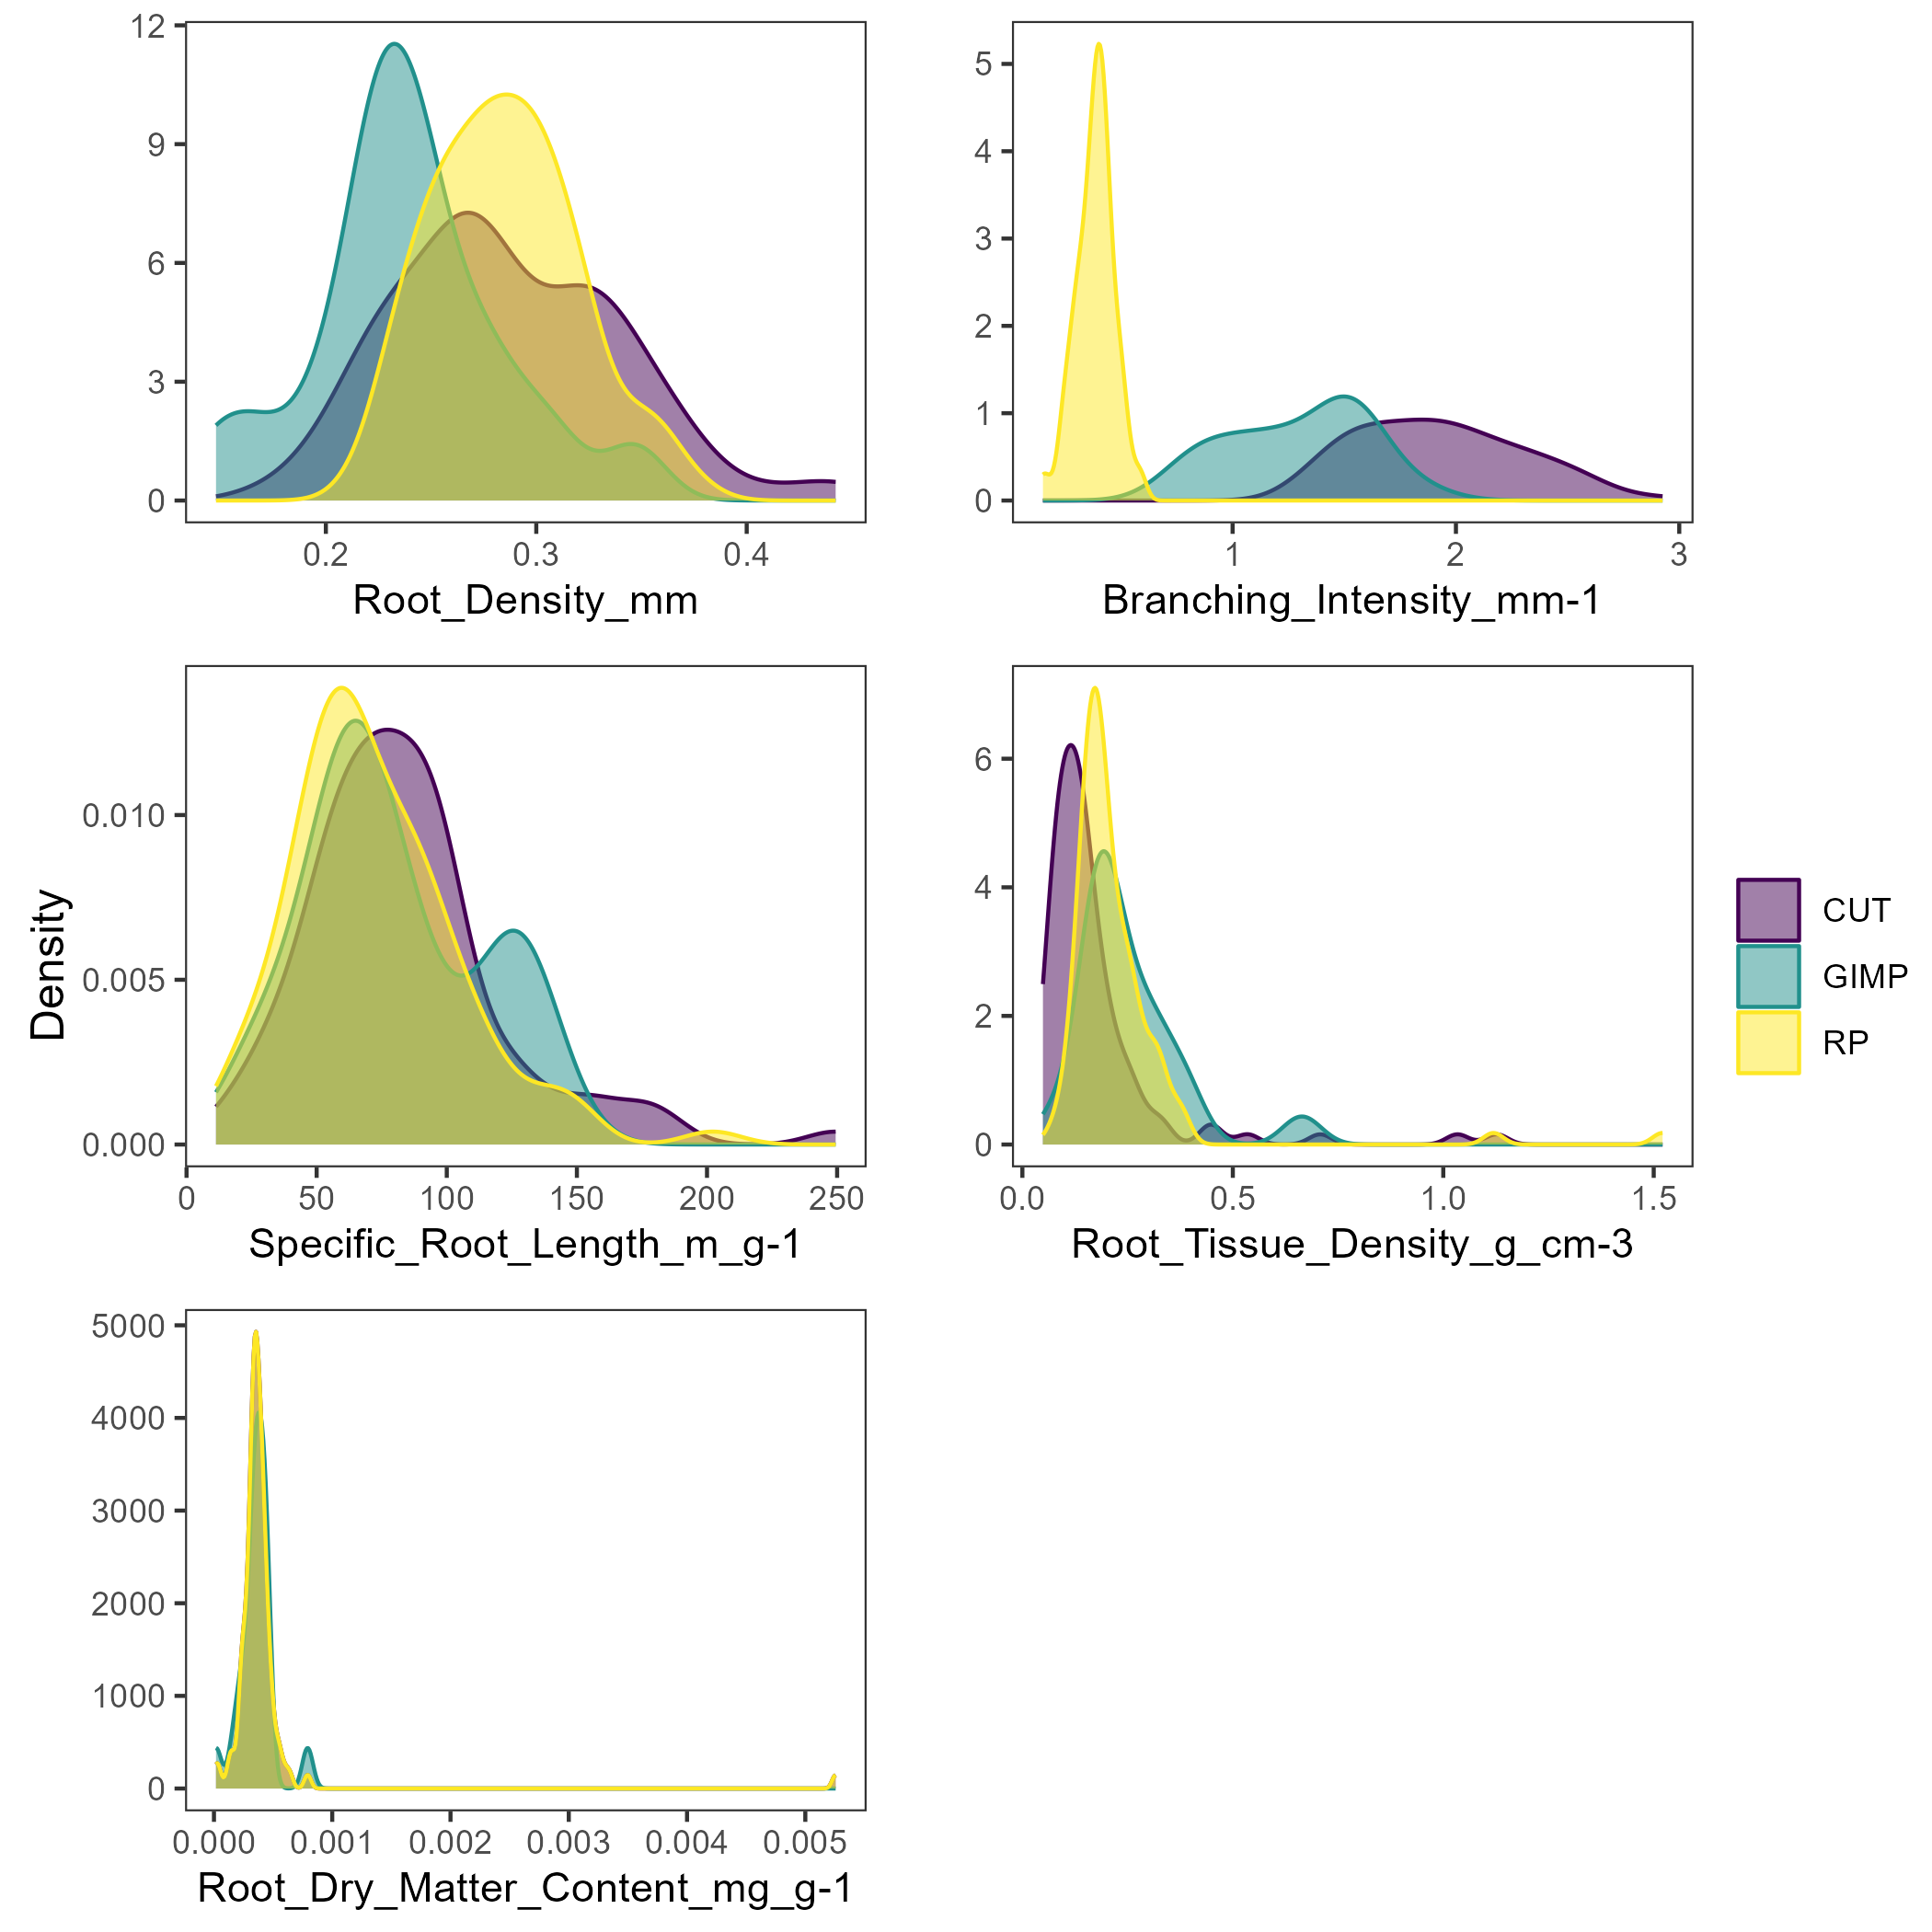 12
9
6
3
0
0.2 0.3 0.4
Root_Density_mm
5
4
3
2
1
0
1 2 3
Branching_Intensity_mm-1
Density
0.010
0.005
0.000
0 50 100 150 200 250
Specific_Root_Length_m_g-1
6
4
2
0
0.0 0.5 1.0 1.5
Root_Tissue_Density_g_cm-3
CUT
GIMP
RP
5000
4000
3000
2000
1000
0
0.000 0.001 0.002 0.003 0.004 0.005
Root_Dry_Matter_Content_mg_g-1